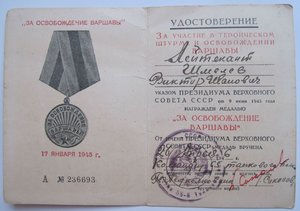 „ЗА ОСВОБОЖДЕНИЕ
ВАРШАВЫ"
17 ЯНВАРЯ 1945 г.
А № 236693
УДОСТОВЕРЕНИЕ
ЗА УЧАСТИЕ В ГЕРОИЧЕСКОМ
ШТУРМЕ И ОСВОБОЖДЕНИИ
ВАРШАВЫ
Лейтенант
Виктор Иванович
УКАЗОМ ПРЕЗИДИУМА ВЕРХОВНОГО
СОВЕТА СССР от 9 июня 1945 года
НАГРАЖДЕН МЕДАЛЬЮ
„ЗА ОСВОБОЖДЕНИЕ
ВАРШАВЫ"
От имени ПРЕЗИДИУМА ВЕРХОВНОГО
СОВЕТА СССР МЕДАЛЬ ВРУЧЕНА